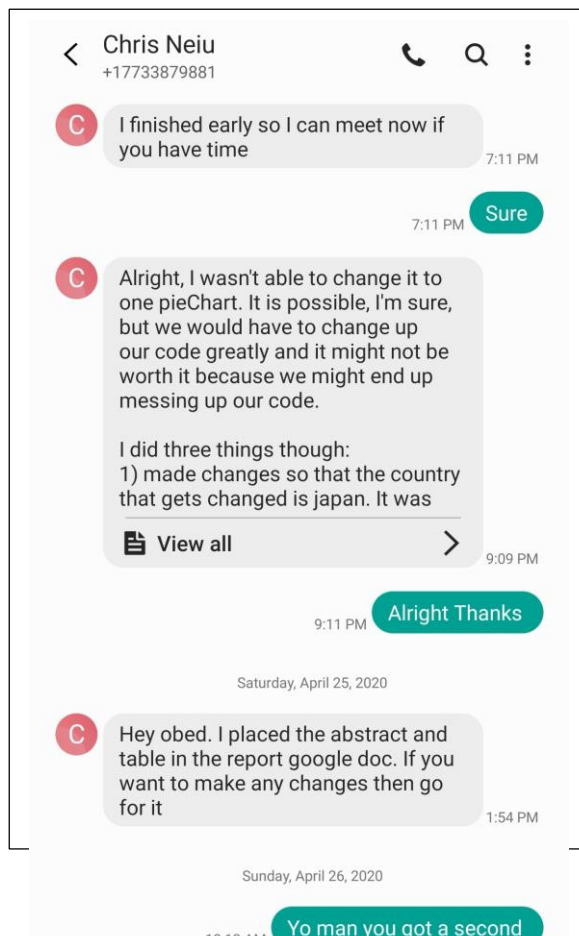 Chris Neiu
+17733879881
C
I finished early so I can meet now if
you have time
7:11 PM
7:11 PM
Sure
C
Alright, I wasn't able to change it to
one pieChart. It is possible, I'm sure,
but we would have to change up
our code greatly and it might not be
worth it because we might end up
messing up our code.
I did three things though:
1) made changes so that the country
that gets changed is japan. It was
View all
9:09 PM
9:11 PM
Alright Thanks
Saturday, April 25, 2020
C
Hey obed. I placed the abstract and
table in the report google doc. If you
want to make any changes then go
for it
1:54 PM
Sunday, April 26, 2020
Yo man you got a second